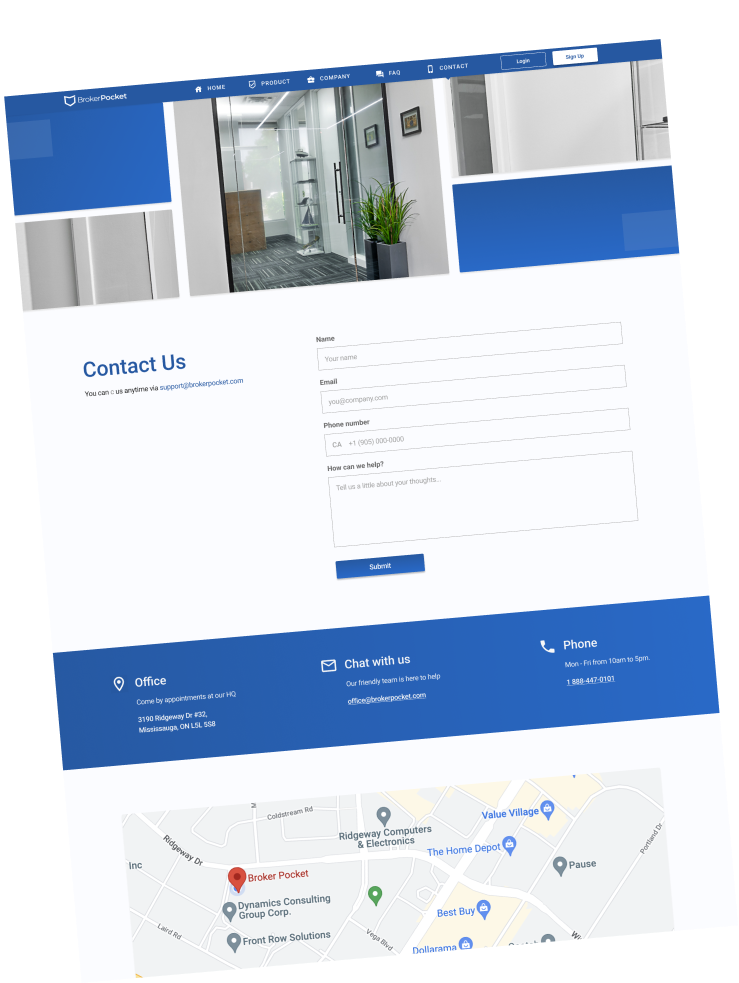 BrokerPocket
HOME
PRODUCT
COMPANY
FAQ
CONTACT
Login
Sign Up
Contact Us
You can c us anytime via support@brokerpocket.com
Name
Your name
Email
you@company.com
Phone number
CA +1 (905) 000-0000
How can we help?
Tell us a little about your thoughts...
Submit
Office
Come by appointments at our HQ
3190 Ridgeway Dr #32,
Mississauga, ON L5L 5S8
Chat with us
Our friendly team is here to help
office@brokerpocket.com
Phone
Mon - Fri from 10am to 5pm.
1 888-447-0101
Coldstream Rd
Ridgeway Dr
Inc
Ridgeway Computers
& Electronics
Value Village
The Home Depot
Portland Dr
Pause
Broker Pocket
Dynamics Consulting
Group Corp.
Best Buy
Laird Rd
Front Row Solutions
Vega Blvd
Dollarama